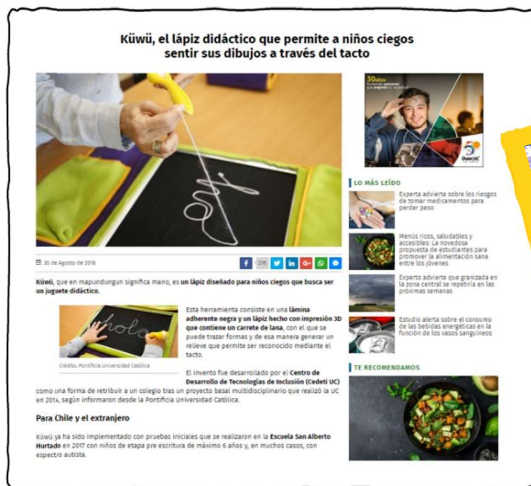 Küwü, el lápiz didáctico que permite a niños ciegos
sentir sus dibujos a través del tacto
30 de Agosto de 2018
Küwü, que en mapundungun significa mano, es un lápiz diseñado para niños ciegos que busca ser
un juguete didáctico.
hola
Crédito: Pontificia Universidad Católica
Esta herramienta consiste en una lámina
adherente negra y un lápiz hecho con impresión 3D
que contiene un carrete de lana, con el que se
puede trazar formas y de esa manera generar un
relieve que permite ser reconocido mediante el
tacto.
El invento fue desarrollado por el Centro de
Desarrollo de Tecnologías de Inclusión (Cedeti UC)
como una forma de retribuir a un colegio tras un proyecto basal multidisciplinario que realizó la UC
en 2014, según informaron desde la Pontificia Universidad Católica.
Para Chile y el extranjero
Küwü ya ha sido implementado con pruebas iniciales que se realizaron en la Escuela San Alberto
Hurtado en 2017 con niños de etapa pre escritura de máximo 6 años y, en muchos casos, con
espectro autista.
50 años
DuocUC
LO MÁS LEÍDO
Experta advierte sobre los riesgos
de tomar medicamentos para
perder peso
Menús ricos, saludables y
accesibles: La novedosa
propuesta de estudiantes para
promover la alimentación sana
entre los jóvenes
Experto advierte que granizada en
la zona central se repetiría en las
próximas semanas
Estudio alerta sobre el consumo
de las bebidas energéticas en la
función de los vasos sanguíneos
TE RECOMENDAMOS